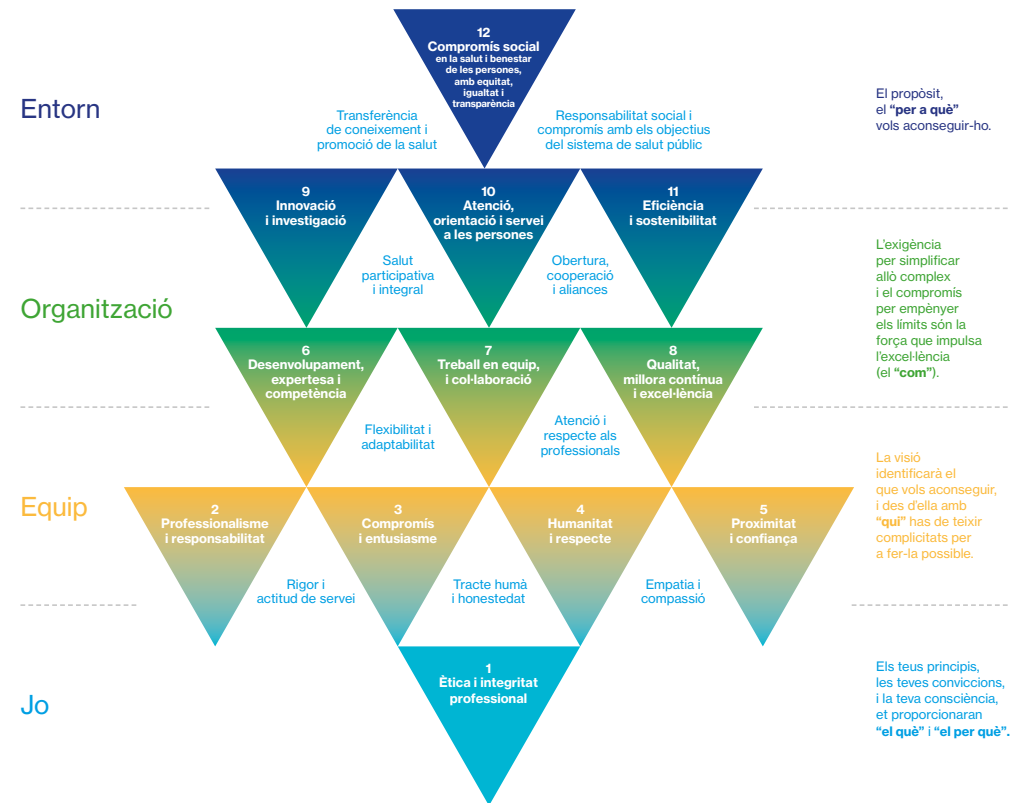 12
Compromís social
en la salut i benestar
de les persones,
amb equitat,
igualtat i
transparència
Entorn
Transferència
de coneixement i
promoció de la salut
Responsabilitat social i
compromís amb els objectius
del sistema de salut públic
El propòsit,
el “per a què”
vols aconseguir-ho.
9
Innovació
i investigació
10
Atenció,
orientació i servei
a les persones
11
Eficiència
i sostenibilitat
Salut
participativa
i integral
Obertura,
cooperació
i aliances
Organització
L’exigència
per simplificar
allò complex
i el compromís
per empènyer
els límits són la
força que impulsa
l’excel·lència
(el “com”).
6
Desenvolupament,
expertesa i
competència
7
Treball en equip,
i col·laboració
8
Qualitat,
millora contínua
i excel·lència
Flexibilitat i
adaptabilitat
Atenció i
respecte als
professionals
Equip
La visió
identificarà el
que vols aconseguir,
i des d’ella amb
“qui” has de teixir
complicitats per
a fer-la possible.
2
Professionalisme
i responsabilitat
3
Compromís
i entusiasme
4
Humanitat
i respecte
5
Proximitat
i confiança
Rigor i
actitud de servei
Tracte humà
i honestedat
Empatia i
compassió
Jo
1
Ètica i integritat
professional
Els teus principis,
les teves conviccions,
i la teva consciència,
et proporcionaran
“el què” i “el per què”.